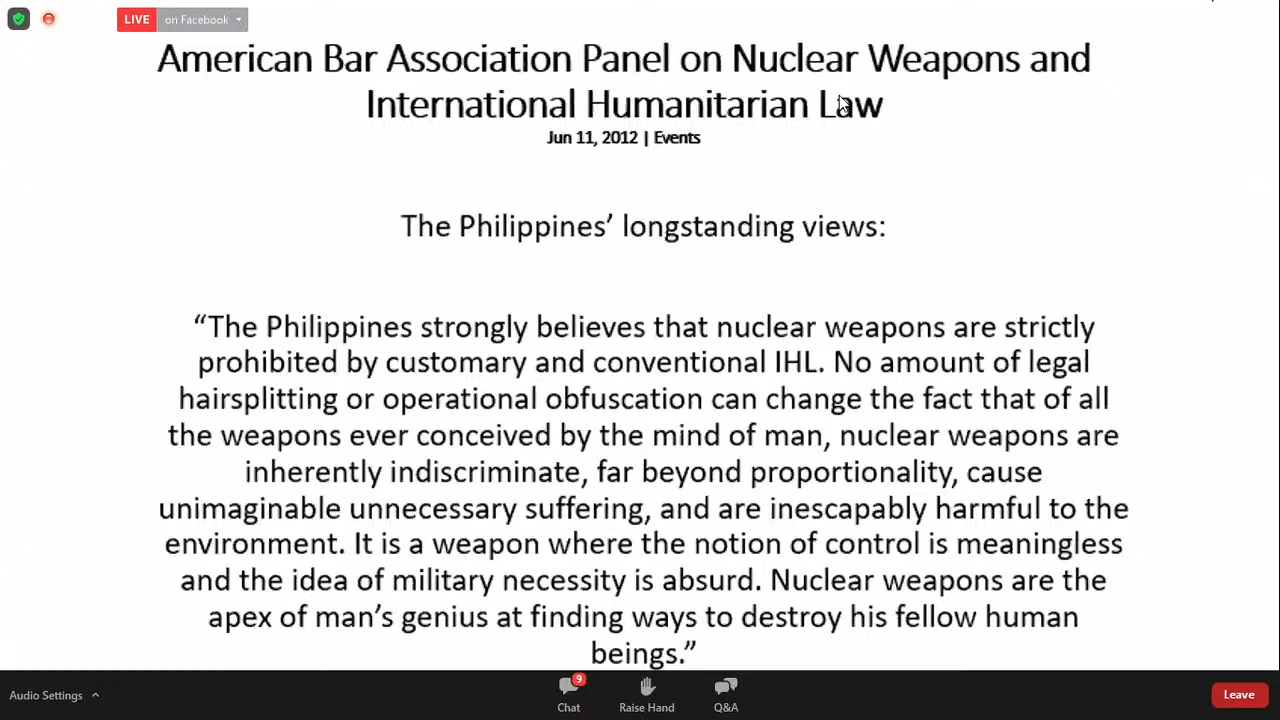 LIVE on Facebook
American Bar Association Panel on Nuclear Weapons and
International Humanitarian Law
Jun 11, 2012 | Events
The Philippines’ longstanding views:
“The Philippines strongly believes that nuclear weapons are strictly
prohibited by customary and conventional IHL. No amount of legal
hairsplitting or operational obfuscation can change the fact that of all
the weapons ever conceived by the mind of man, nuclear weapons are
inherently indiscriminate, far beyond proportionality, cause
unimaginable unnecessary suffering, and are inescapably harmful to the
environment. It is a weapon where the notion of control is meaningless
and the idea of military necessity is absurd. Nuclear weapons are the
apex of man’s genius at finding ways to destroy his fellow human
beings.”
Audio Settings
9
Chat
Raise Hand
Q&A
Leave